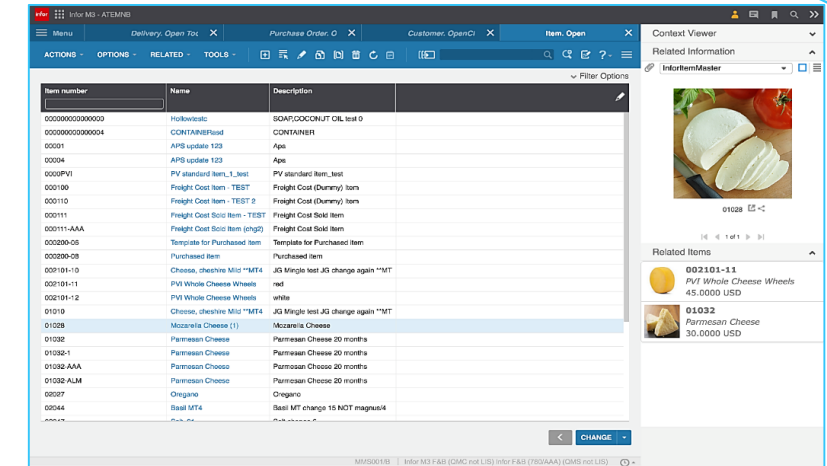 infor Infor M3 - ATEMNB
Menu Delivery. Open Toc X Purchase Order. O X Customer. OpenCl X Item. Open X
ACTIONS OPTIONS RELATED TOOLS
Filter Options
Item number Name Description
000000000000000 Hollowtestc SOAP,COCONUT OIL test 0
000000000000004 CONTAINERasd CONTAINER
00001 APS update 123 Aps
00004 APS update 123 Aps
0000PVI PV standard item_1_test PV standard item_test
000100 Freight Cost Item - TEST Freight Cost (Dummy) Item
000110 Freight Cost Item - TEST 2 Freight Cost (Dummy) Item
000111 Freight Cost Sold Item - TEST Freight Cost Sold Item
000111-AAA Freight Cost Sold Item (chg2) Freight Cost Sold Item
000200-05 Template for Purchased item Template for Purchased item
000200-08 Purchased item Purchased item
002101-10 Cheese, cheshire Mild **MT4 JG Mingle test JG change again **MT
002101-11 PVI Whole Cheese Wheels red
002101-12 PVI Whole Cheese Wheels white
01010 Cheese, cheshire Mild **MT4 JG Mingle test JG change again **MT
01028 Mozarella Cheese (1) Mozarella Cheese
01032 Parmesan Cheese Parmesan Cheese 20 months
01032-1 Parmesan Cheese Parmesan Cheese 20 months
01032-AAA Parmesan Cheese Parmesan Cheese 20 months
01032-ALM Parmesan Cheese Parmesan Cheese 20 months
02027 Oregano Oregano
02044 Basil MT4 Basil MT change 15 NOT magnus/4
CHANGE
MMS001/B Infor M3 F&B (QMC not LIS) Infor F&B (780/AAA) (QMS not LIS)
Context Viewer
Related Information
InforItemMaster
01028
1 of 1
Related Items
002101-11
PVI Whole Cheese Wheels
45.0000 USD
01032
Parmesan Cheese
30.0000 USD